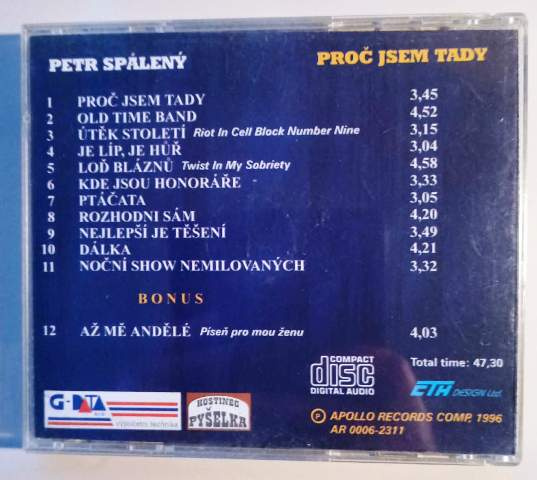 PETR SPÁLENÝ PROČ JSEM TADY
1 PROČ JSEM TADY 3,45
2 OLD TIME BAND 4,52
3 ÚTĚK STOLETÍ Riot In Cell Block Number Nine 3,15
4 JE LÍP, JE HŮŘ 3,04
5 LOĎ BLÁZNŮ Twist In My Sobriety 4,58
6 KDE JSOU HONORÁŘE 3,33
7 PTÁČATA 3,05
8 ROZHODNI SÁM 4,20
9 NEJLEPŠÍ JE TĚŠENÍ 3,49
10 DÁLKA 4,21
11 NOČNÍ SHOW NEMILOVANÝCH 3,32
BONUS
12 AŽ MĚ ANDĚLÉ Píseň pro mou ženu 4,03
Total time: 47,30
COMPACT
disc
DIGITAL AUDIO
ETH DESIGN Ltd.
G-DATA
výpočetní technika
HOSTINEC
PYŠELKA
Ⓟ APOLLO RECORDS COMP. 1996
AR 0006-2311